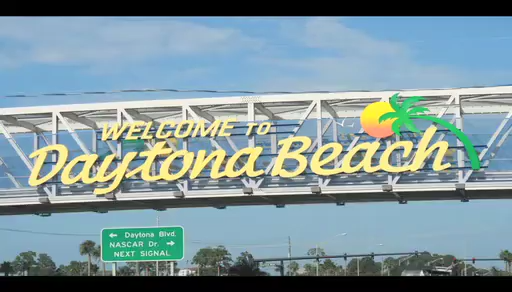 WELCOME TO
Daytona Beach
← Daytona Blvd.
NASCAR Dr. →
NEXT SIGNAL